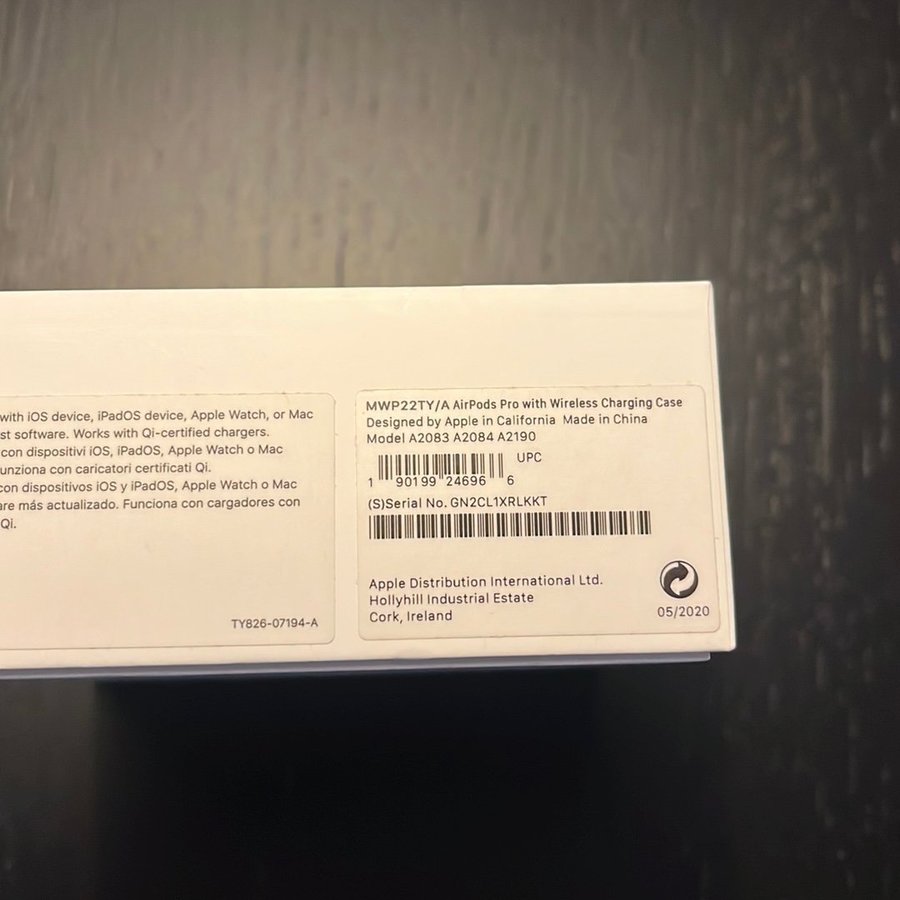 with iOS device, iPadOS device, Apple Watch, or Mac
st software. Works with Qi-certified chargers.
con dispositivi iOS, iPadOS, Apple Watch o Mac
unziona con caricatori certificati Qi.
con dispositivos iOS y iPadOS, Apple Watch o Mac
are más actualizado. Funciona con cargadores con
Qi.
TY826-07194-A
MWP22TY/A AirPods Pro with Wireless Charging Case
Designed by Apple in California Made in China
Model A2083 A2084 A2190
UPC
1 90199 24696 6
(S)Serial No. GN2CL1XRLKKT
Apple Distribution International Ltd.
Hollyhill Industrial Estate
Cork, Ireland
05/2020